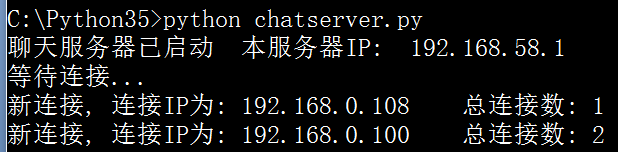 C:\Python35>python chatserver.py
聊天服务器已启动  本服务器IP:  192.168.58.1
等待连接...
新连接, 连接IP为: 192.168.0.108    总连接数: 1
新连接, 连接IP为: 192.168.0.100    总连接数: 2